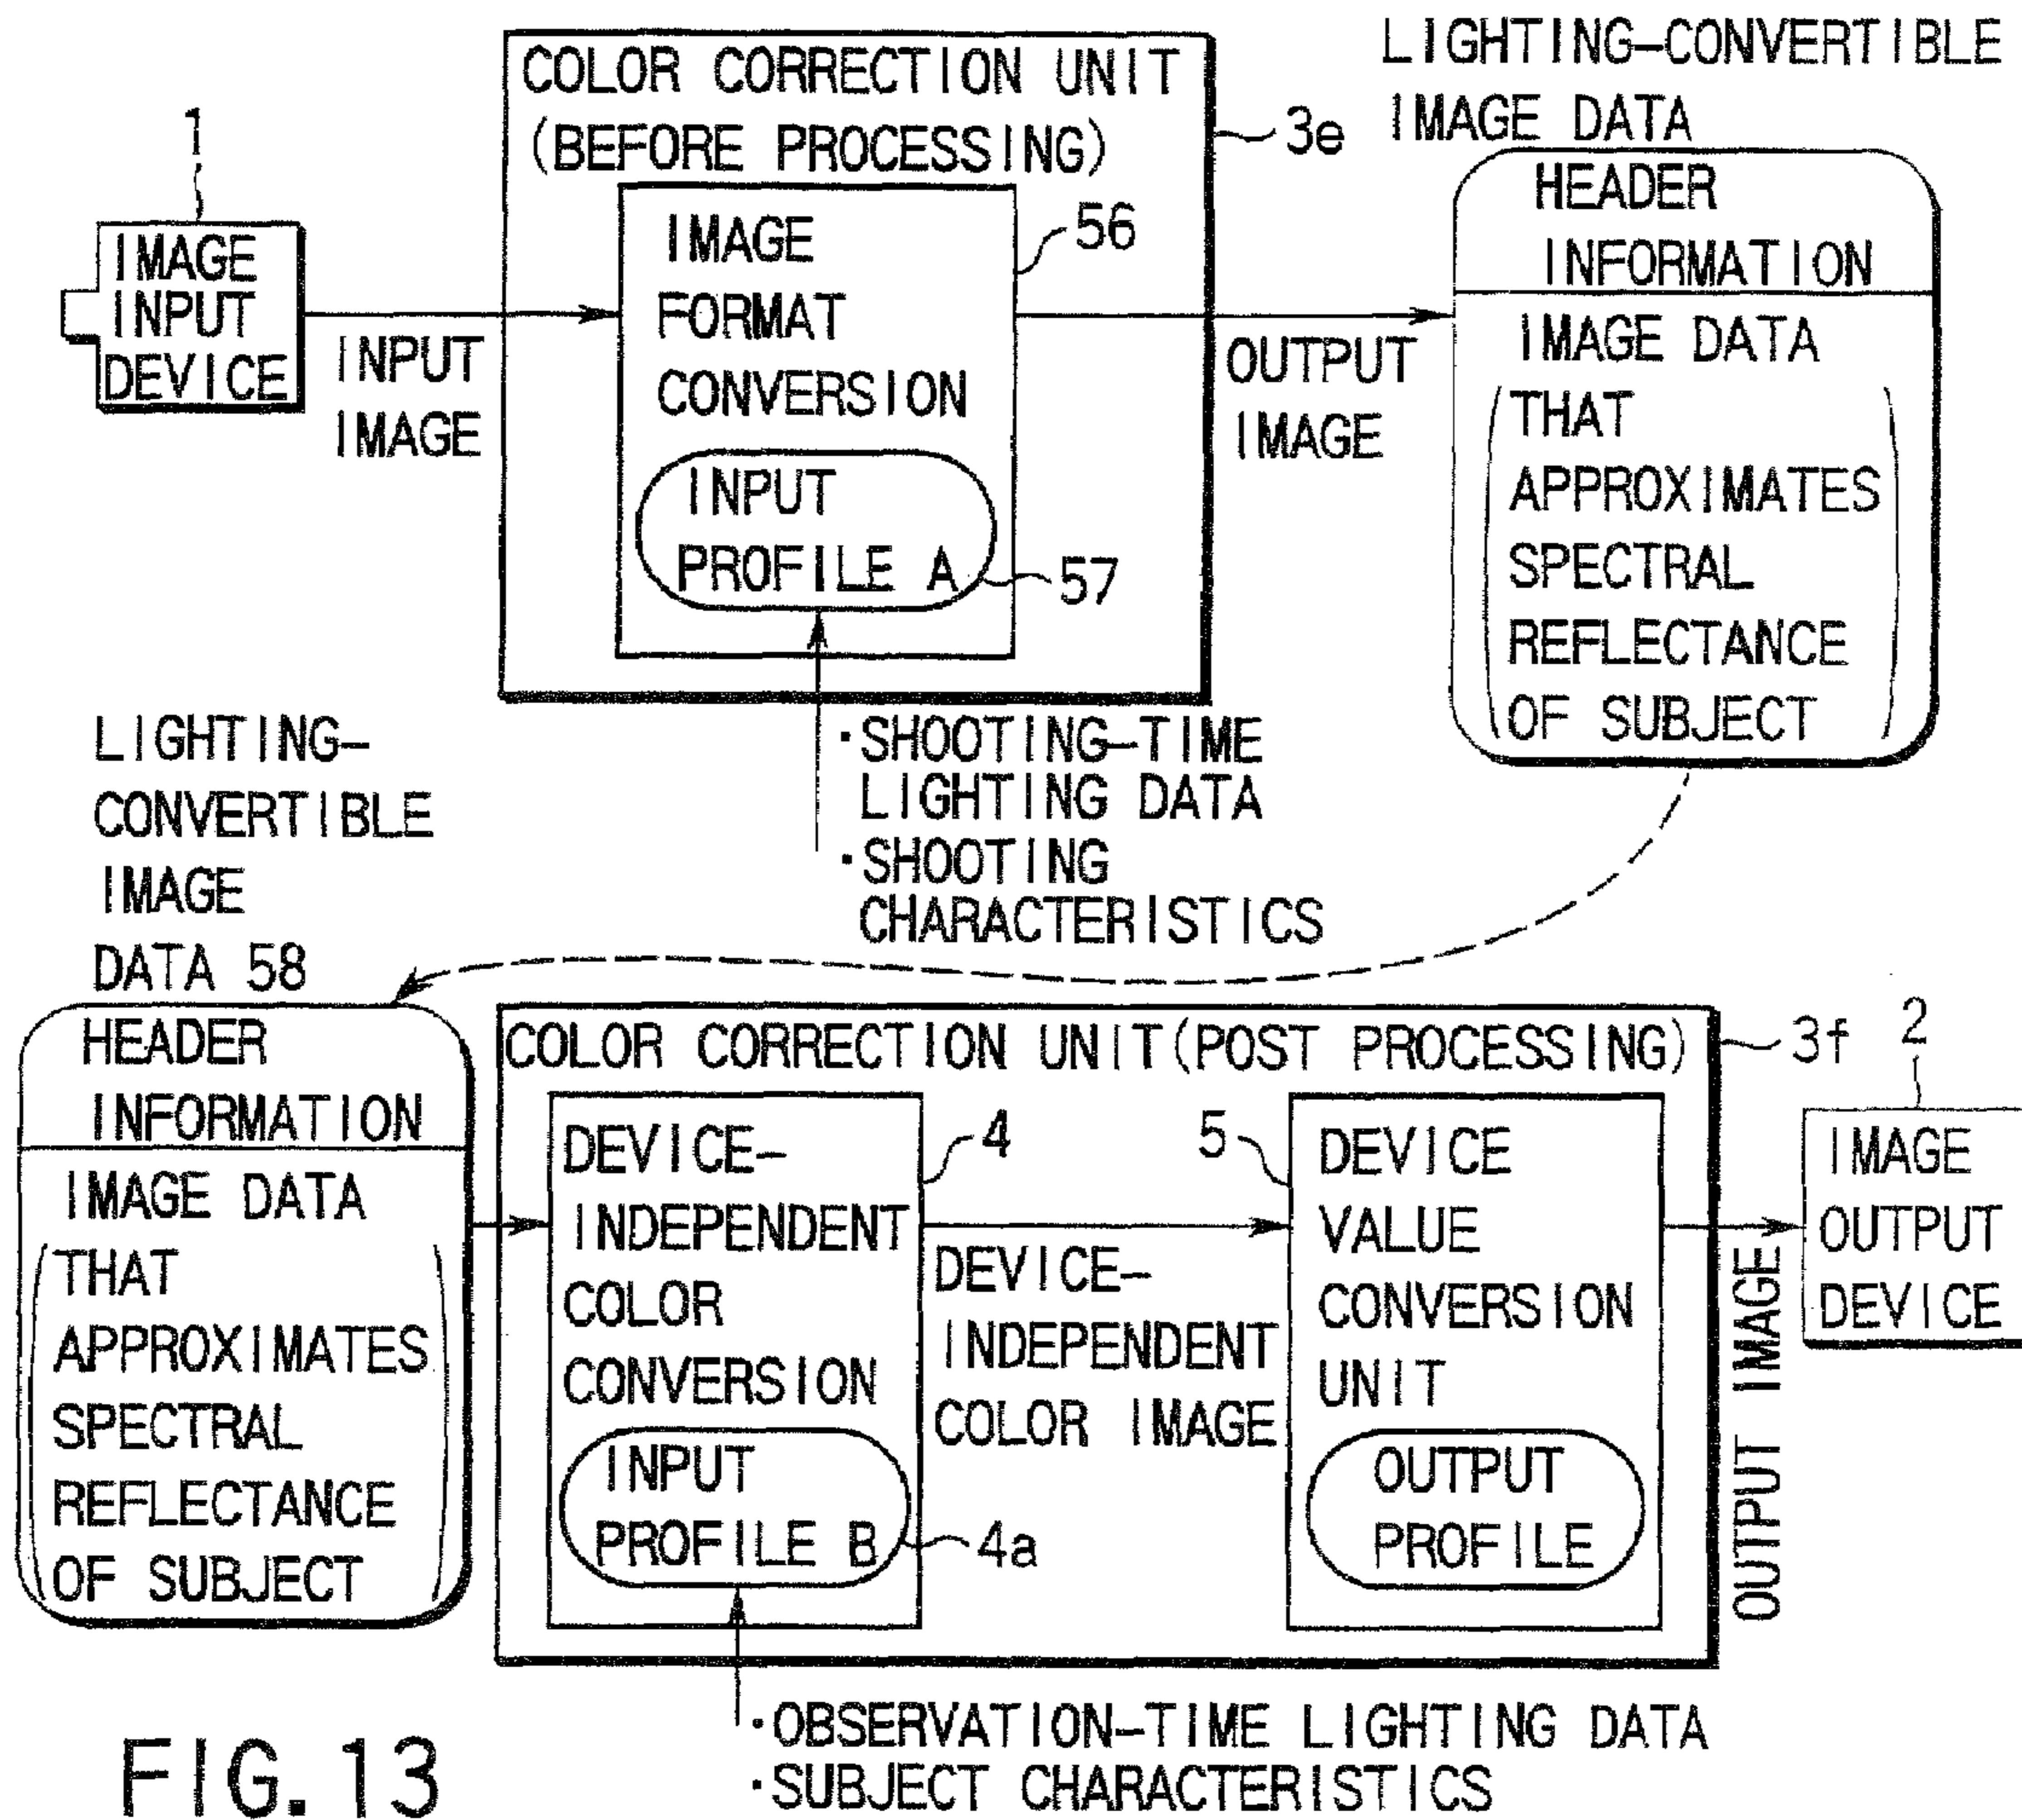 1
IMAGE
INPUT
DEVICE
INPUT
IMAGE
COLOR CORRECTION UNIT
(BEFORE PROCESSING)
3e
IMAGE
FORMAT
CONVERSION
56
INPUT
PROFILE A
57
·SHOOTING-TIME
LIGHTING DATA
·SHOOTING
CHARACTERISTICS
OUTPUT
IMAGE
LIGHTING-CONVERTIBLE
IMAGE DATA
HEADER
INFORMATION
IMAGE DATA
(THAT
APPROXIMATES
SPECTRAL
REFLECTANCE
OF SUBJECT)
LIGHTING-
CONVERTIBLE
IMAGE
DATA 58
HEADER
INFORMATION
IMAGE DATA
(THAT
APPROXIMATES
SPECTRAL
REFLECTANCE
OF SUBJECT)
COLOR CORRECTION UNIT(POST PROCESSING)
3f
DEVICE-
INDEPENDENT
COLOR
CONVERSION
4
INPUT
PROFILE B
4a
·OBSERVATION-TIME LIGHTING DATA
·SUBJECT CHARACTERISTICS
DEVICE-
INDEPENDENT
COLOR IMAGE
5
DEVICE
VALUE
CONVERSION
UNIT
OUTPUT
PROFILE
OUTPUT IMAGE
2
IMAGE
OUTPUT
DEVICE
FIG.13